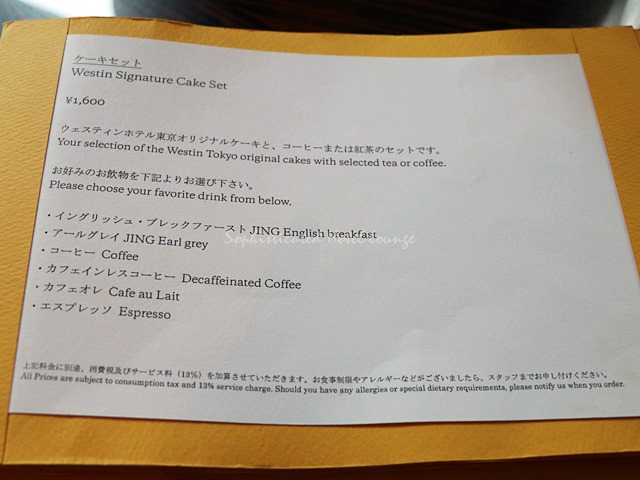 ケーキセット
Westin Signature Cake Set
¥1,600
ウェスティンホテル東京オリジナルケーキと、コーヒーまたは紅茶のセットです。
Your selection of the Westin Tokyo original cakes with selected tea or coffee.
お好みのお飲物を下記よりお選び下さい。
Please choose your favorite drink from below.
・イングリッシュ・ブレックファースト JING English breakfast
・アールグレイ JING Earl grey
・コーヒー Coffee
・カフェインレスコーヒー Decaffeinated Coffee
・カフェオレ Cafe au Lait
・エスプレッソ Espresso
Sophisticated Hotel Lounge
上記料金に別途、消費税及びサービス料（13%）を加算させていただきます。お食事制限やアレルギーなどがございましたら、スタッフまでお申し付けください。
All Prices are subject to consumption tax and 13% service charge. Should you have any allergies or special dietary requirements, please notify us when you order.